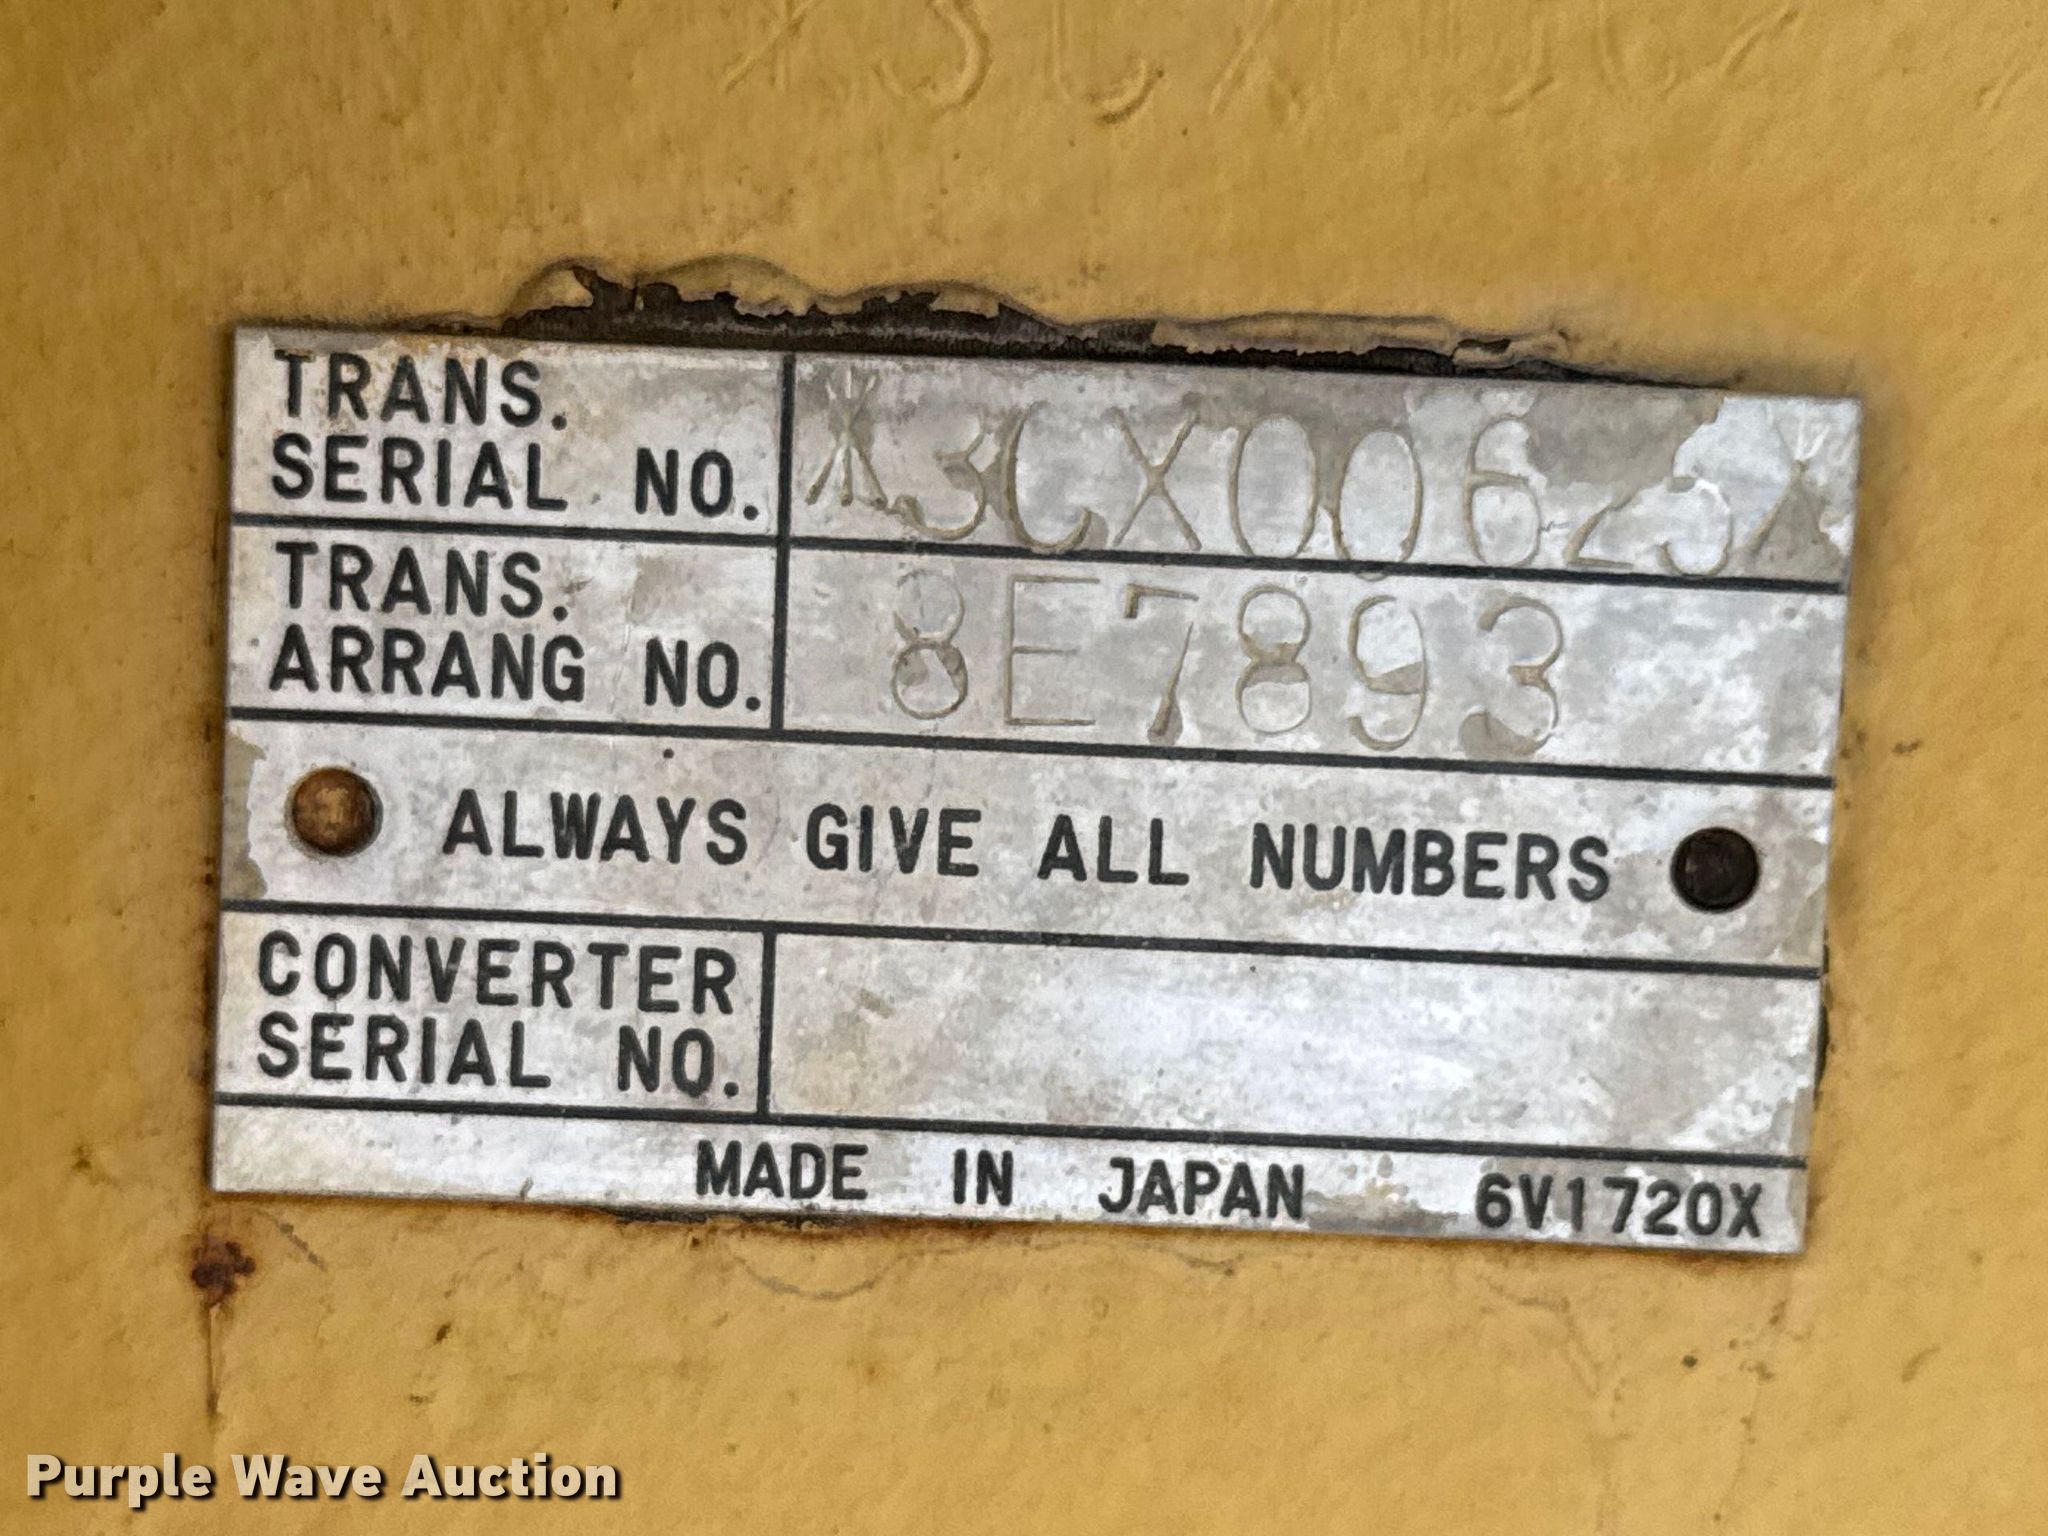 TRANS.
SERIAL NO. *3CX00623*
TRANS.
ARRANG NO. 8E7893
ALWAYS GIVE ALL NUMBERS
CONVERTER
SERIAL NO.
MADE IN JAPAN 6V1720X
Purple Wave Auction